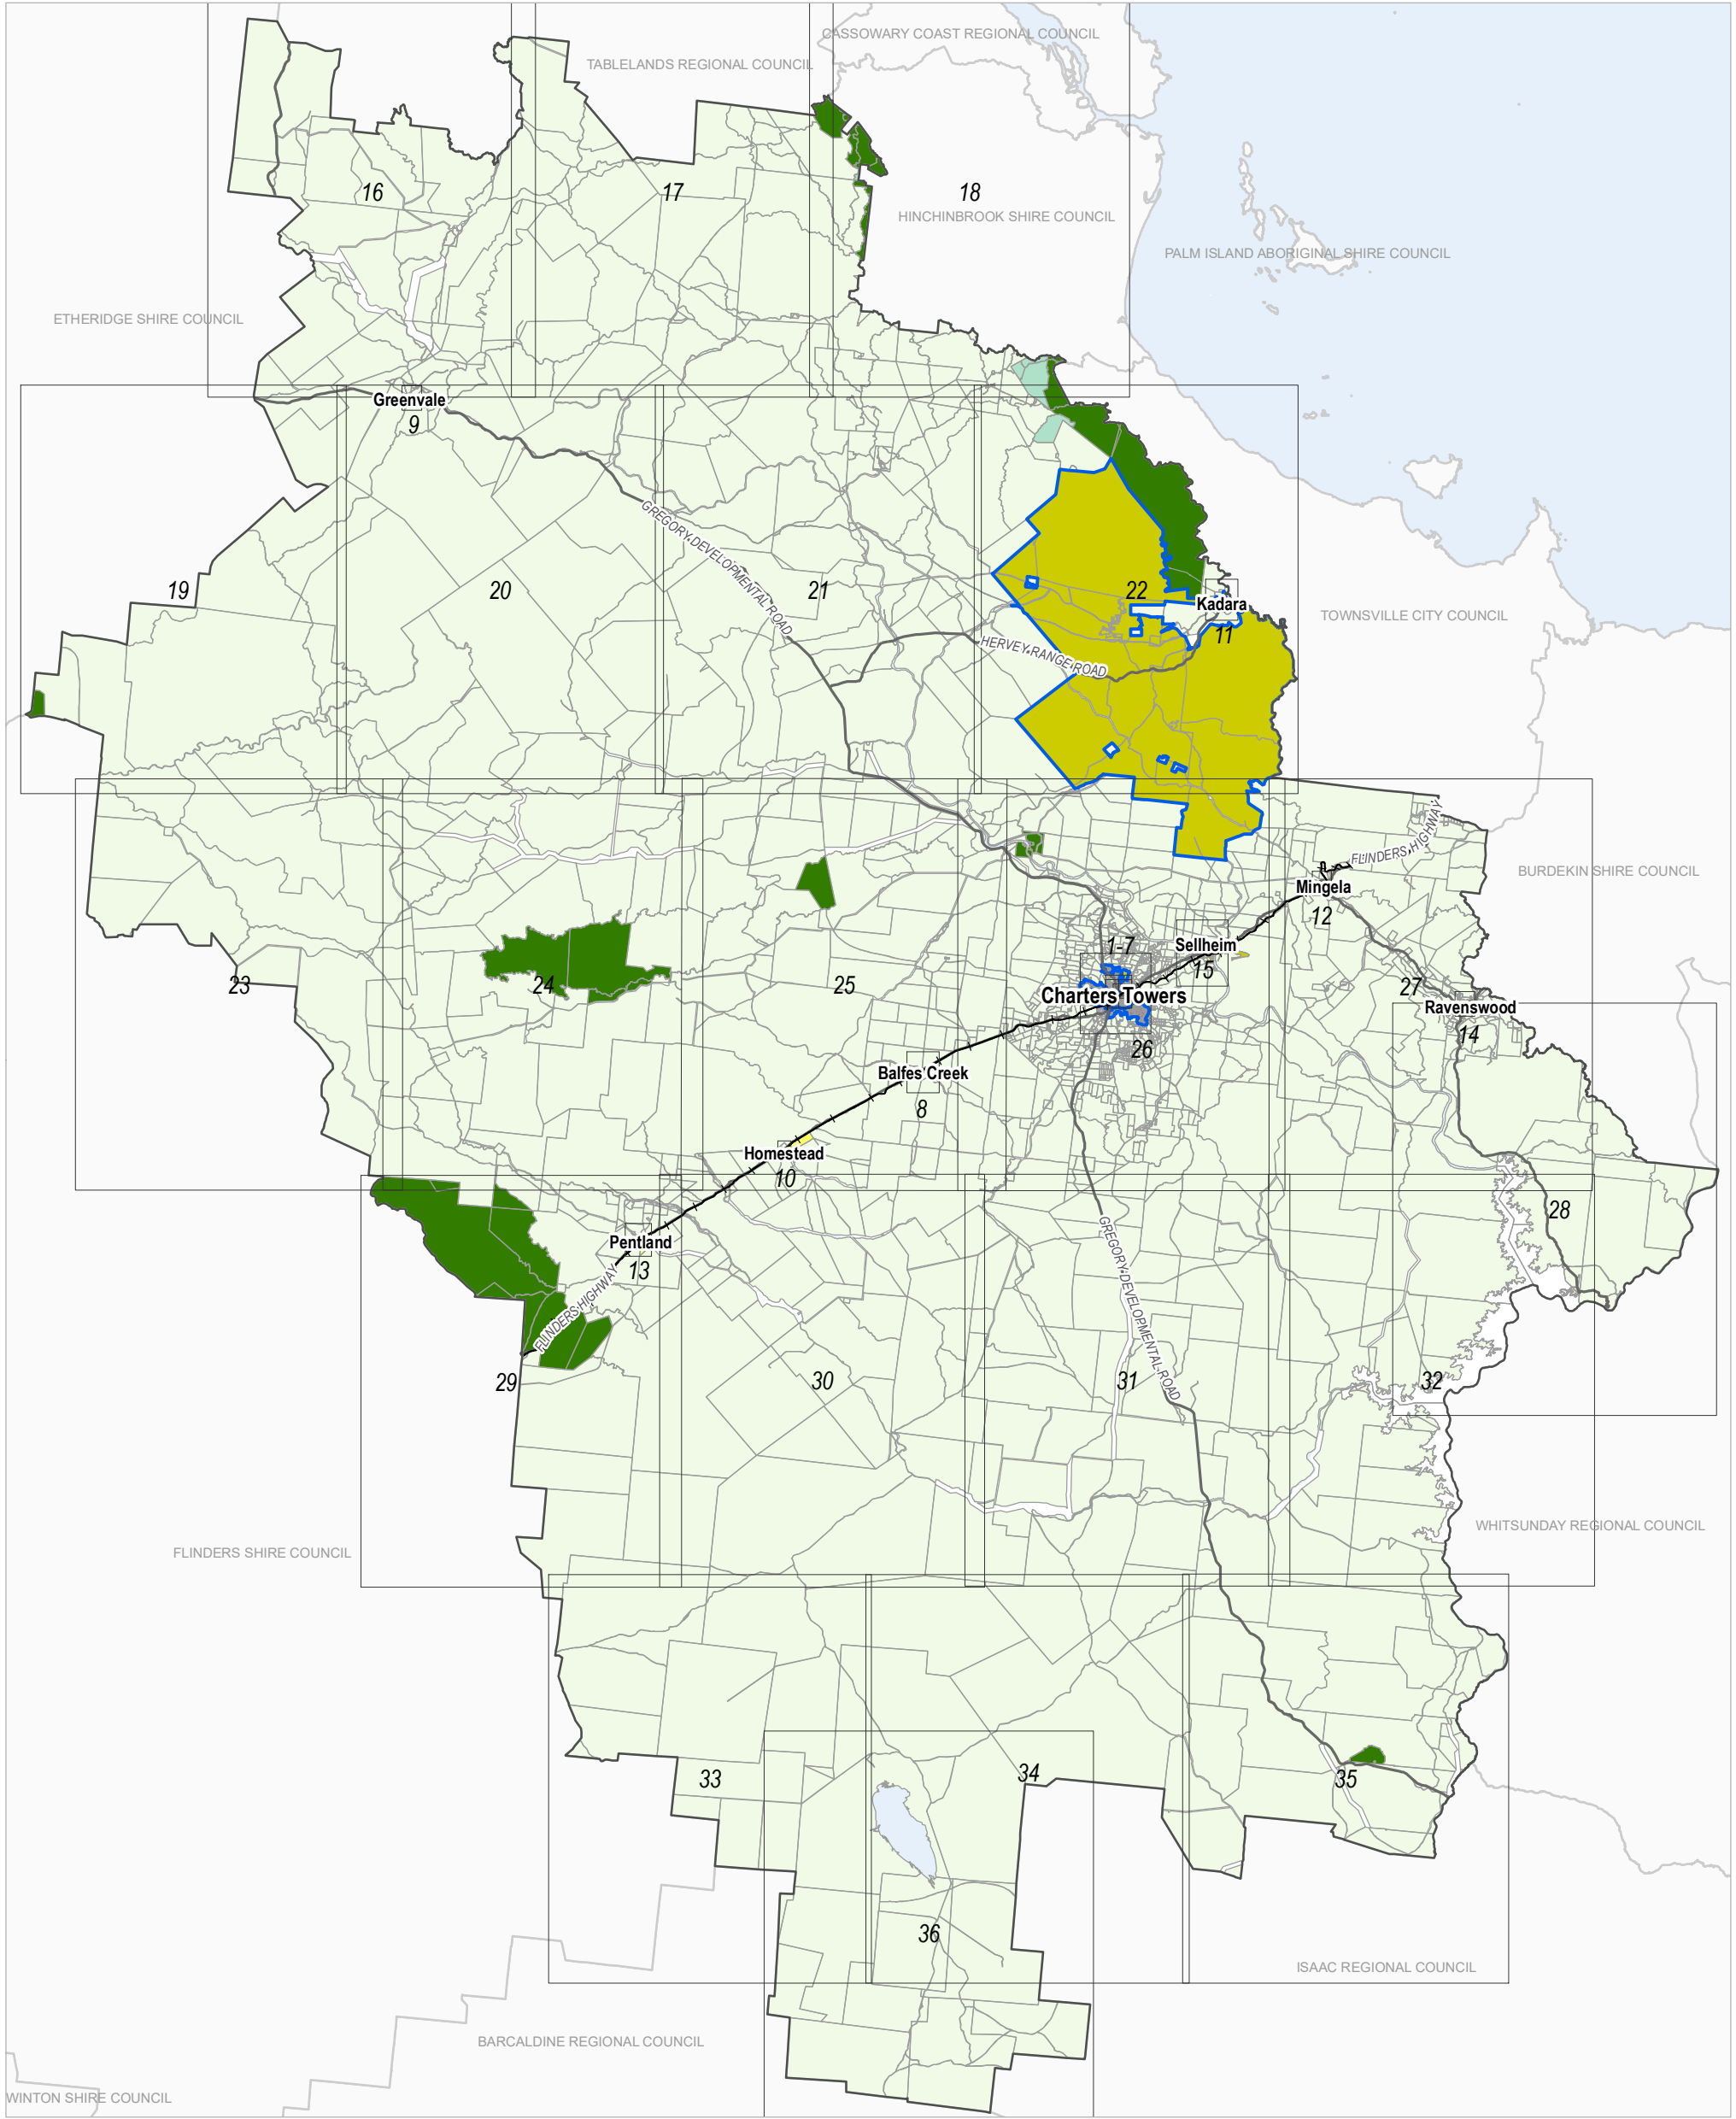 CASSOWARY COAST REGIONAL COUNCIL
TABLELANDS REGIONAL COUNCIL
16
17
18
HINCHINBROOK SHIRE COUNCIL
PALM ISLAND ABORIGINAL SHIRE COUNCIL
ETHERIDGE SHIRE COUNCIL
Greenvale
9
GREGORY DEVELOPMENTAL ROAD
19
20
21
22
Kadara
11
TOWNSVILLE CITY COUNCIL
HERVEY RANGE ROAD
FLINDERS HIGHWAY
BURDEKIN SHIRE COUNCIL
Mingela
12
1-7
Sellheim
15
23
24
25
27
Charters Towers
Ravenswood
14
26
Balfes Creek
8
Homestead
10
28
Pentland
13
FLINDERS HIGHWAY
GREGORY DEVELOPMENTAL ROAD
29
30
31
32
WHITSUNDAY REGIONAL COUNCIL
FLINDERS SHIRE COUNCIL
33
34
35
36
ISAAC REGIONAL COUNCIL
BARCALDINE REGIONAL COUNCIL
WINTON SHIRE COUNCIL